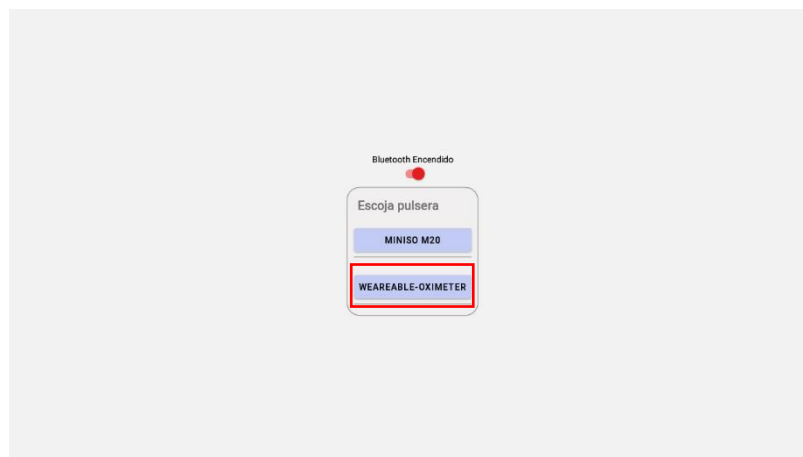 Bluetooth Encendido
Escoja pulsera
MINISO M20
WEAREABLE-OXIMETER